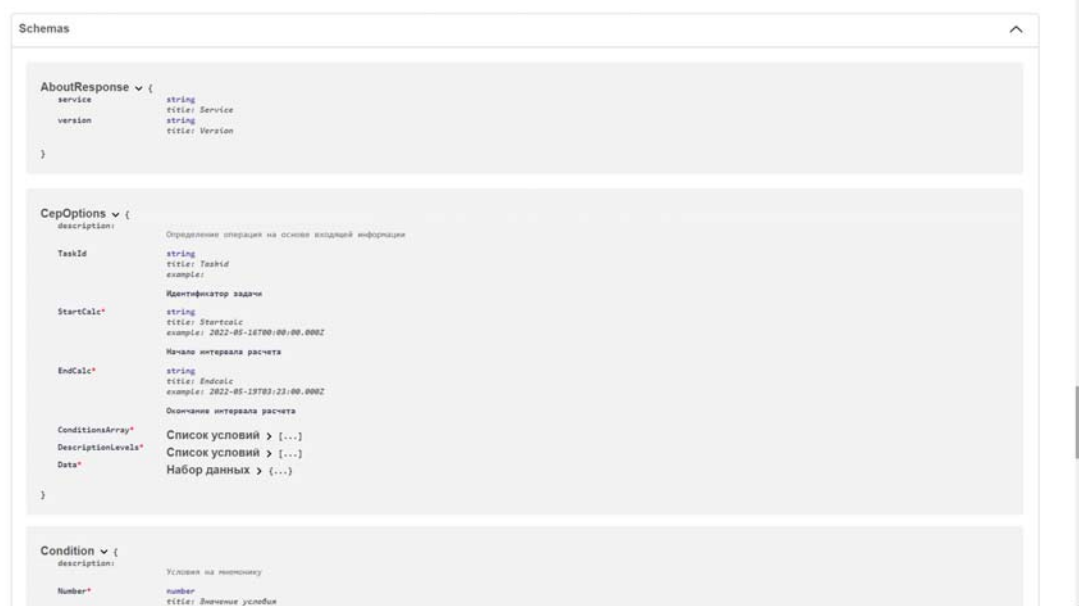 Schemas
AboutResponse {
service string
title: Service
version string
title: Version
}
CepOptions {
description:
Определение операция на основе входящей информации
TaskId string
title: Taskid
example:
Идентификатор задачи
StartCalc* string
title: Startcalc
example: 2022-05-16T00:00:00.000Z
Начало интервала расчета
EndCalc* string
title: Endcalc
example: 2022-05-19T03:23:00.000Z
Окончание интервала расчета
ConditionsArray* Список условий > [...]
DescriptionLevels* Список условий > [...]
Data* Набор данных > {...}
}
Condition {
description:
Условия на мнемонику
Number* number
title: Значение условия